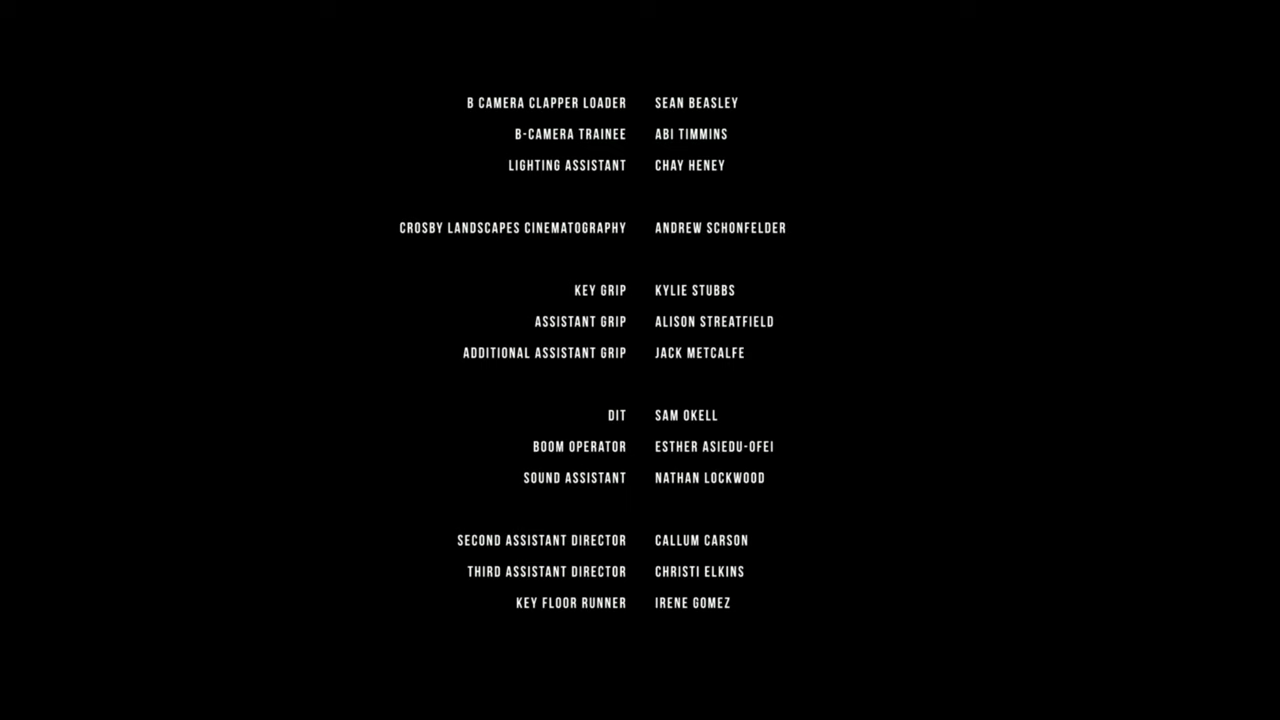 B CAMERA CLAPPER LOADER SEAN BEASLEY
B-CAMERA TRAINEE ABI TIMMINS
LIGHTING ASSISTANT CHAY HENEY
CROSBY LANDSCAPES CINEMATOGRAPHY ANDREW SCHONFELDER
KEY GRIP KYLIE STUBBS
ASSISTANT GRIP ALISON STREATFIELD
ADDITIONAL ASSISTANT GRIP JACK METCALFE
DIT SAM OKELL
BOOM OPERATOR ESTHER ASIEDU-OFEI
SOUND ASSISTANT NATHAN LOCKWOOD
SECOND ASSISTANT DIRECTOR CALLUM CARSON
THIRD ASSISTANT DIRECTOR CHRISTI ELKINS
KEY FLOOR RUNNER IRENE GOMEZ